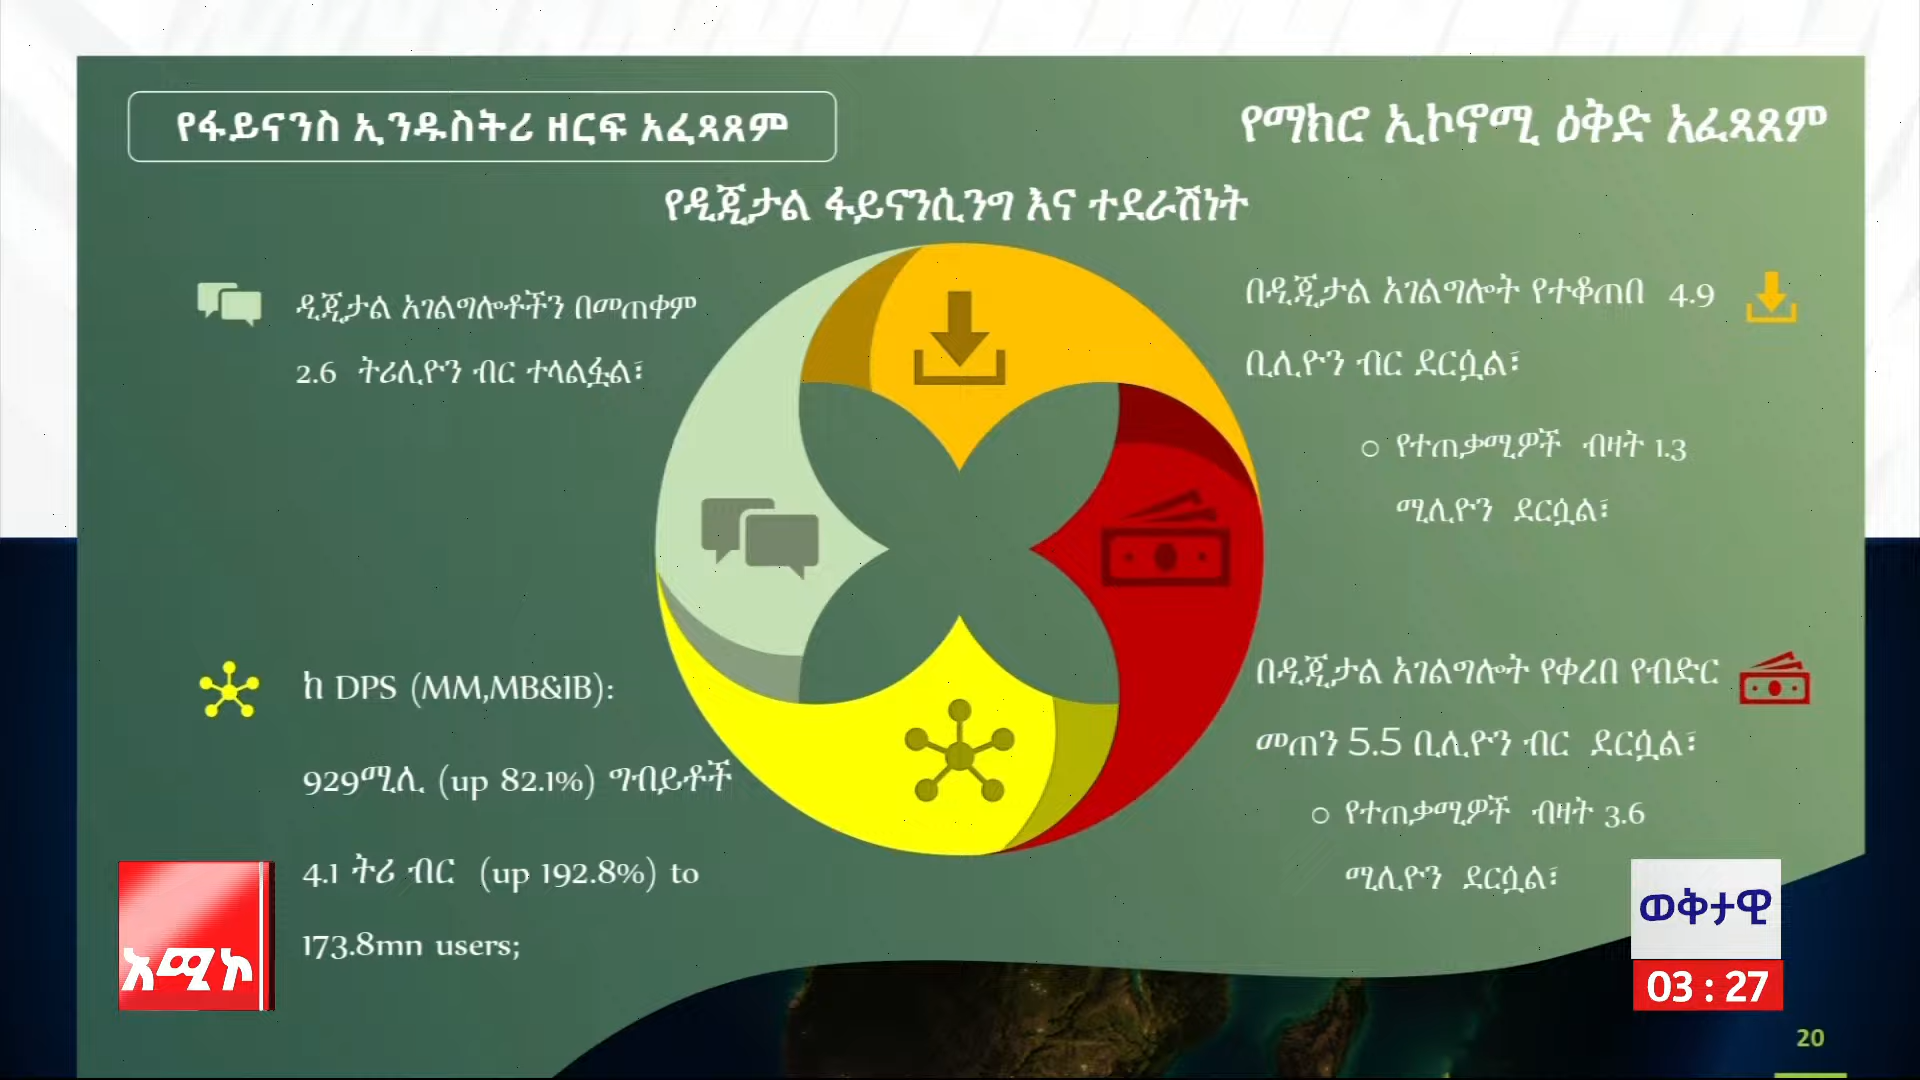 የፋይናንስ ኢንዱስትሪ ዘርፍ አፈጻጸም
የማክሮ ኢኮኖሚ ዕቅድ አፈጻጸም
የዲጂታል ፋይናንሲንግ እና ተደራሽነት
ዲጂታል አገልግሎቶችን በመጠቀም
2.6 ትሪሊዮን ብር ተላልፏል፣
በዲጂታል አገልግሎት የተቆጠበ 4.9
ቢሊዮን ብር ደርሷል፣
○ የተጠቃሚዎች ብዛት 1.3
ሚሊዮን ደርሷል፣
ከ DPS (MM,MB&IB):
929ሚሊ (up 82.1%) ግብይቶች
4.1 ትሪ ብር (up 192.8%) to
173.8mn users;
በዲጂታል አገልግሎት የቀረበ የብድር
መጠን 5.5 ቢሊዮን ብር ደርሷል፣
○ የተጠቃሚዎች ብዛት 3.6
ሚሊዮን ደርሷል፣
አሚኮ
ወቅታዊ
03 : 27
20